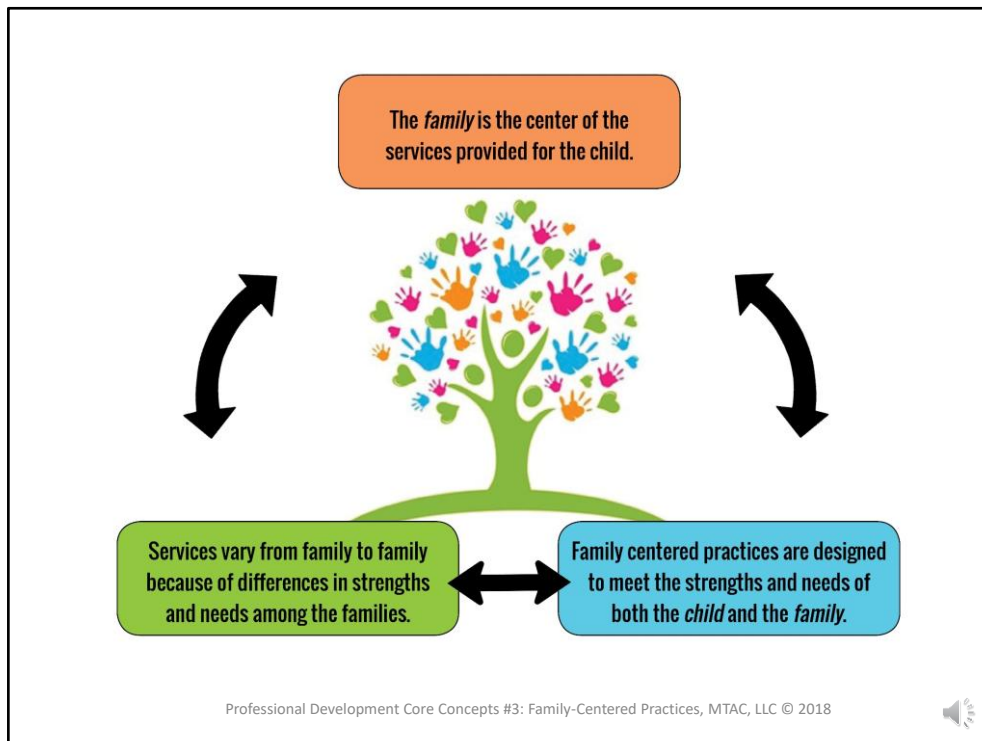 The family is the center of the
services provided for the child.
Services vary from family to family
because of differences in strengths
and needs among the families.
Family centered practices are designed
to meet the strengths and needs of
both the child and the family.
Professional Development Core Concepts #3: Family-Centered Practices, MTAC, LLC © 2018